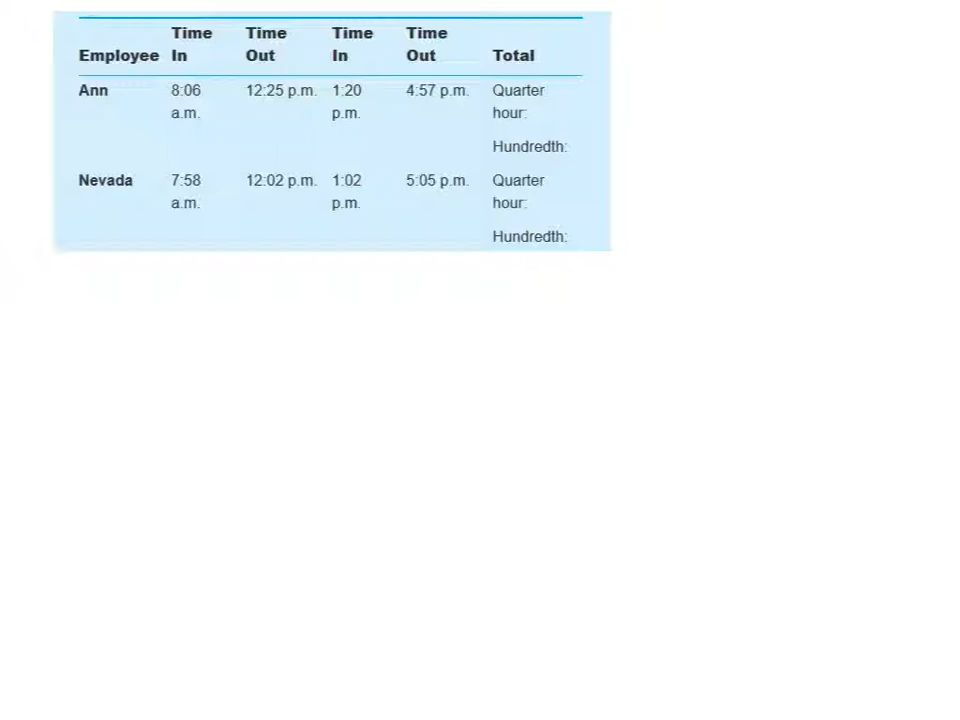 Time Time Time Time
Employee In Out In Out Total
Ann 8:06 12:25 p.m. 1:20 4:57 p.m. Quarter
a.m. p.m. hour:
Hundredth:
Nevada 7:58 12:02 p.m. 1:02 5:05 p.m. Quarter
a.m. p.m. hour:
Hundredth: